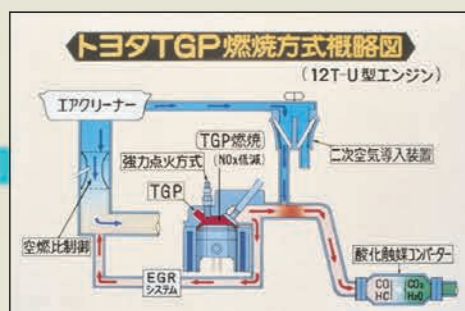 トヨタTGP燃焼方式概略図
(12T-U型エンジン)
エアクリーナー
TGP燃焼
(NOx低減)
強力点火方式
TGP
二次空気導入装置
空燃比制御
EGR
システム
酸化触媒コンバーター
CO
HC
CO₂
H₂O